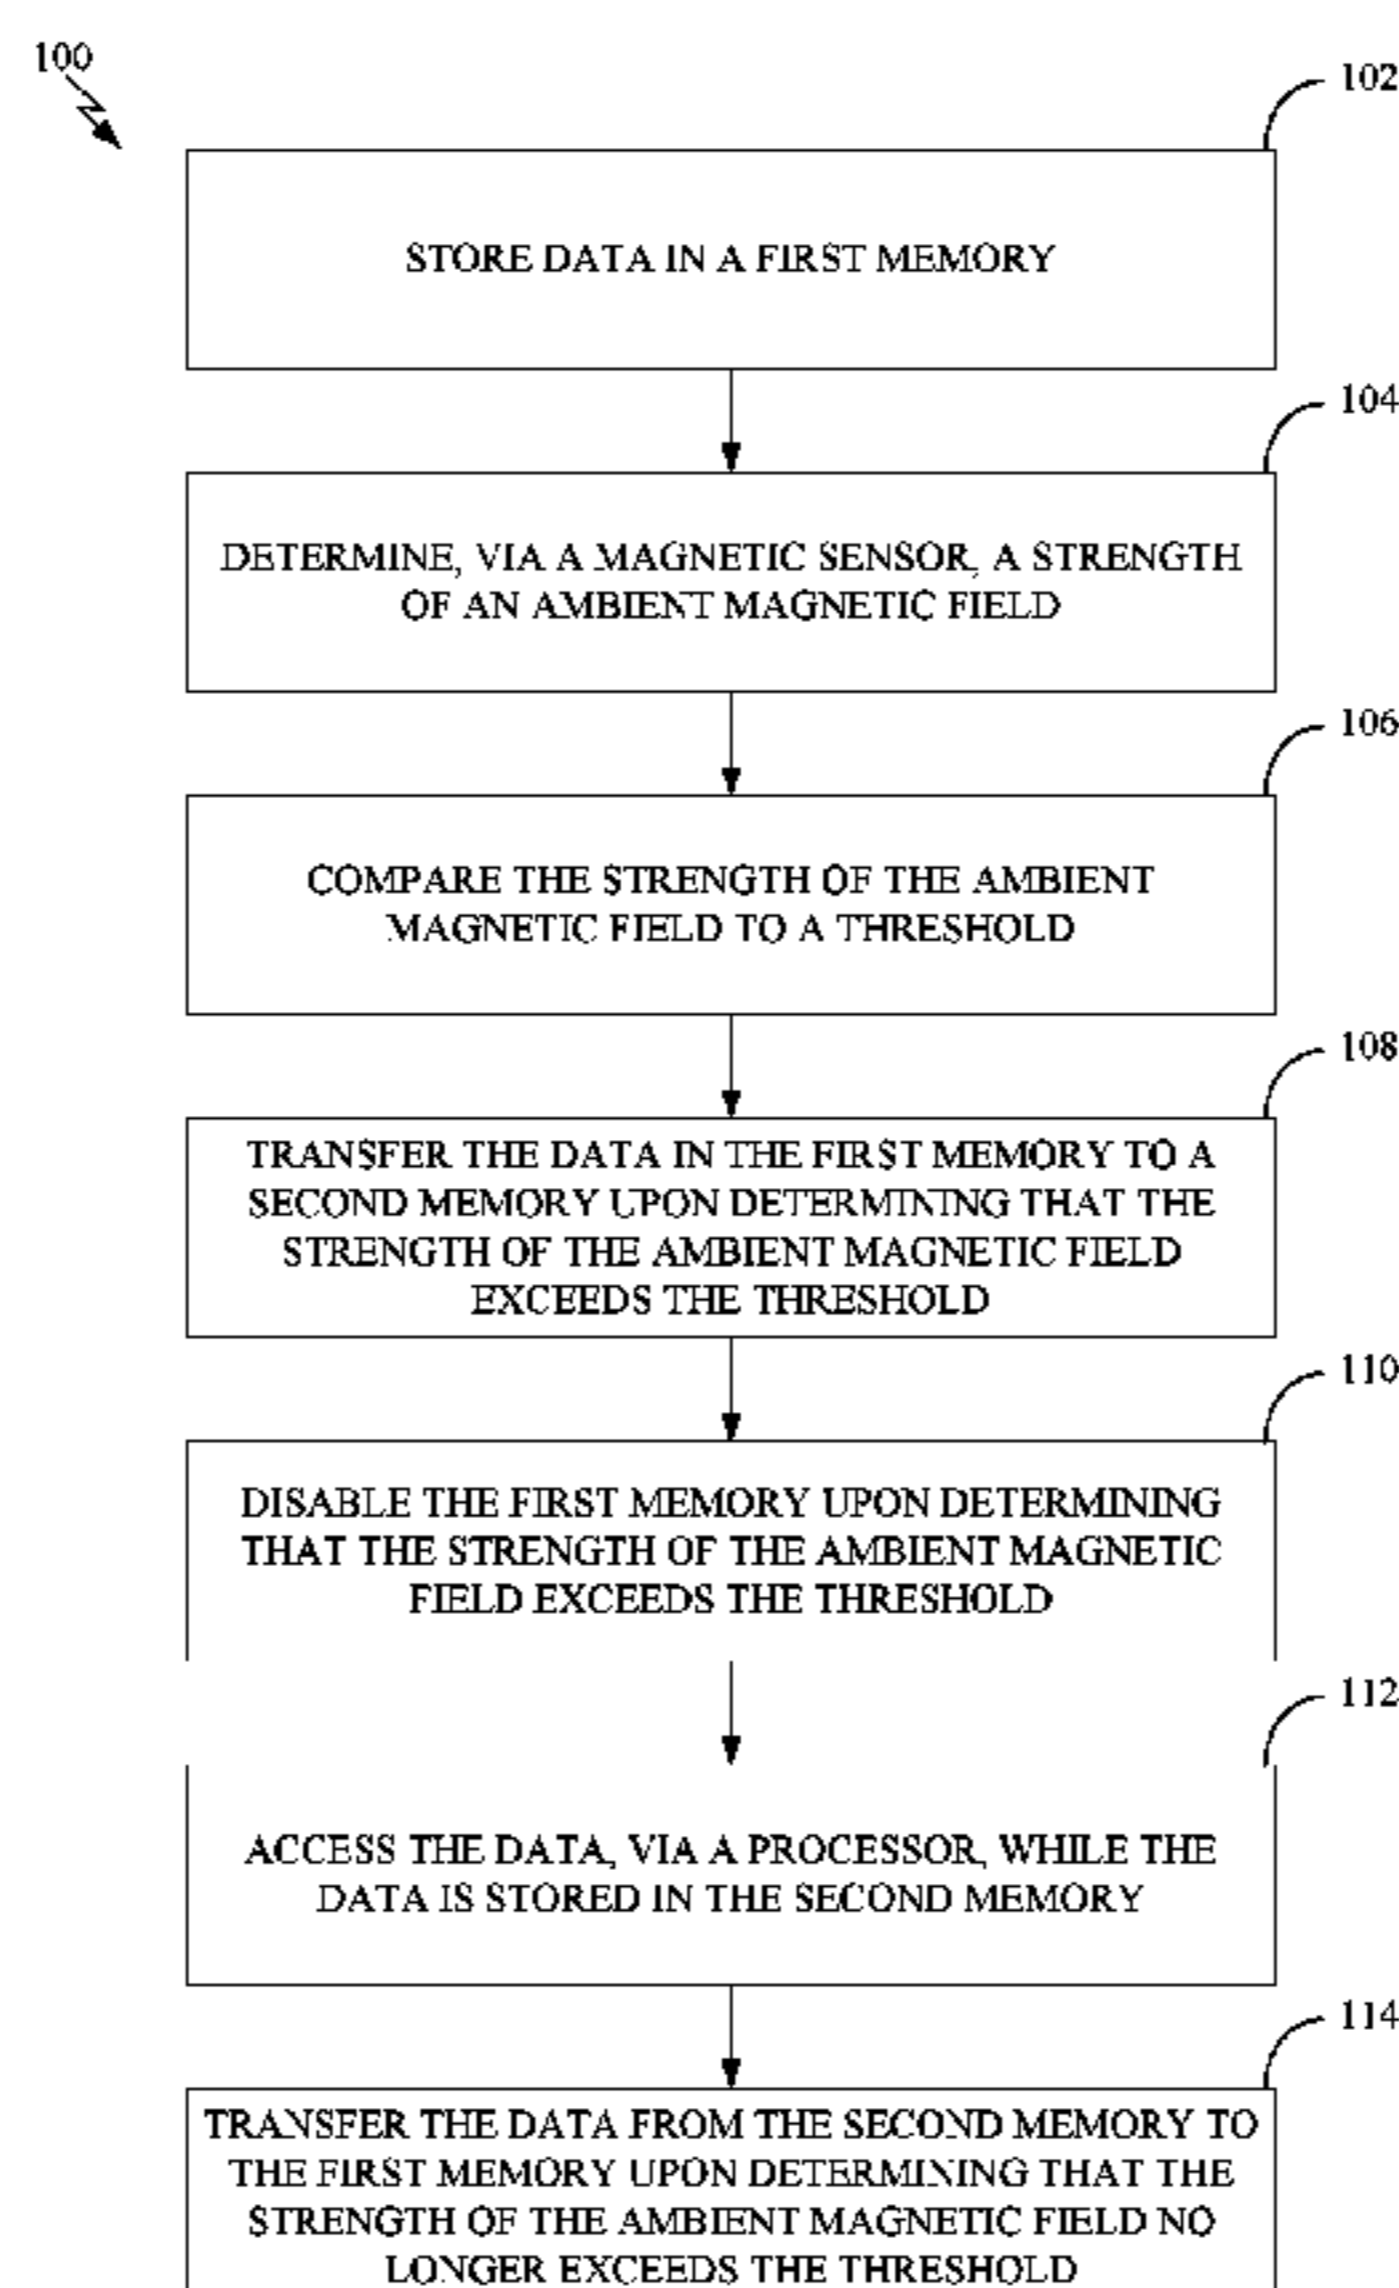 100
102
STORE DATA IN A FIRST MEMORY
104
DETERMINE, VIA A MAGNETIC SENSOR, A STRENGTH
OF AN AMBIENT MAGNETIC FIELD
106
COMPARE THE STRENGTH OF THE AMBIENT
MAGNETIC FIELD TO A THRESHOLD
108
TRANSFER THE DATA IN THE FIRST MEMORY TO A
SECOND MEMORY UPON DETERMINING THAT THE
STRENGTH OF THE AMBIENT MAGNETIC FIELD
EXCEEDS THE THRESHOLD
110
DISABLE THE FIRST MEMORY UPON DETERMINING
THAT THE STRENGTH OF THE AMBIENT MAGNETIC
FIELD EXCEEDS THE THRESHOLD
112
ACCESS THE DATA, VIA A PROCESSOR, WHILE THE
DATA IS STORED IN THE SECOND MEMORY
114
TRANSFER THE DATA FROM THE SECOND MEMORY TO
THE FIRST MEMORY UPON DETERMINING THAT THE
STRENGTH OF THE AMBIENT MAGNETIC FIELD NO
LONGER EXCEEDS THE THRESHOLD